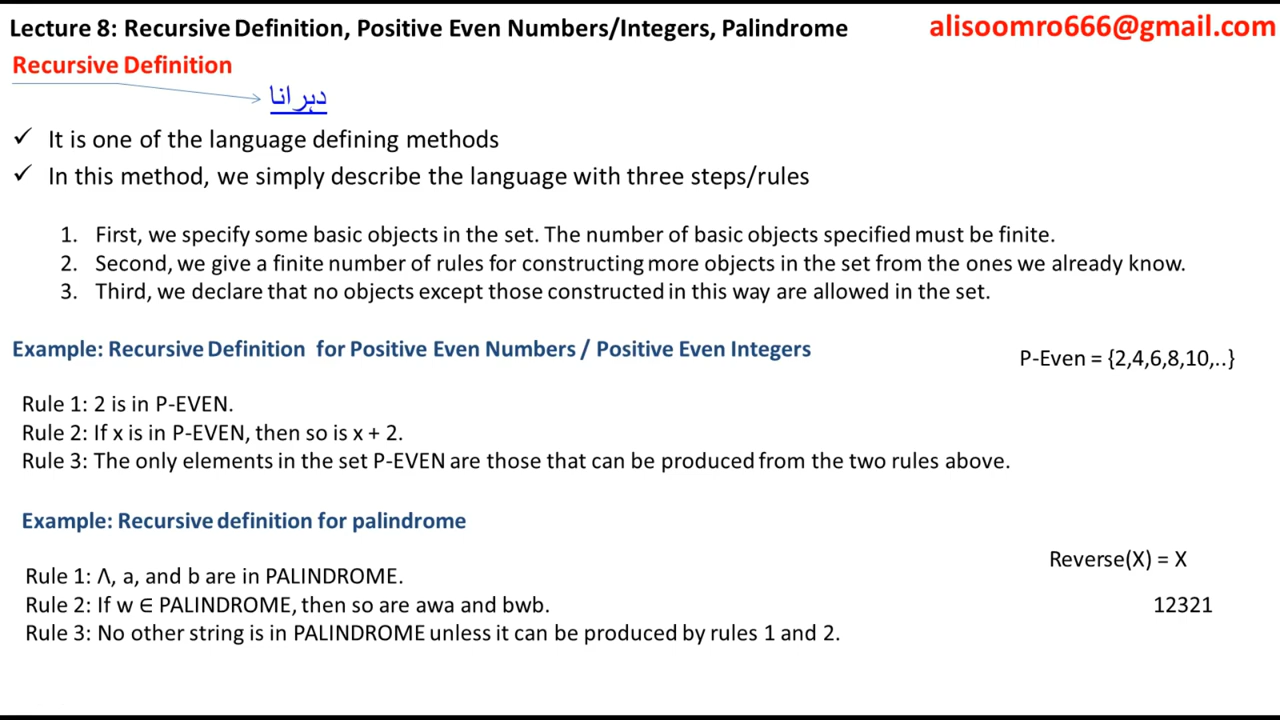 Lecture 8: Recursive Definition, Positive Even Numbers/Integers, Palindrome
alisoomro666@gmail.com
Recursive Definition
دہرانا
✓ It is one of the language defining methods
✓ In this method, we simply describe the language with three steps/rules
1. First, we specify some basic objects in the set. The number of basic objects specified must be finite.
2. Second, we give a finite number of rules for constructing more objects in the set from the ones we already know.
3. Third, we declare that no objects except those constructed in this way are allowed in the set.
Example: Recursive Definition for Positive Even Numbers / Positive Even Integers
P-Even = {2,4,6,8,10,..}
Rule 1: 2 is in P-EVEN.
Rule 2: If x is in P-EVEN, then so is x + 2.
Rule 3: The only elements in the set P-EVEN are those that can be produced from the two rules above.
Example: Recursive definition for palindrome
Reverse(X) = X
Rule 1: Λ, a, and b are in PALINDROME.
Rule 2: If w ∈ PALINDROME, then so are awa and bwb.
12321
Rule 3: No other string is in PALINDROME unless it can be produced by rules 1 and 2.